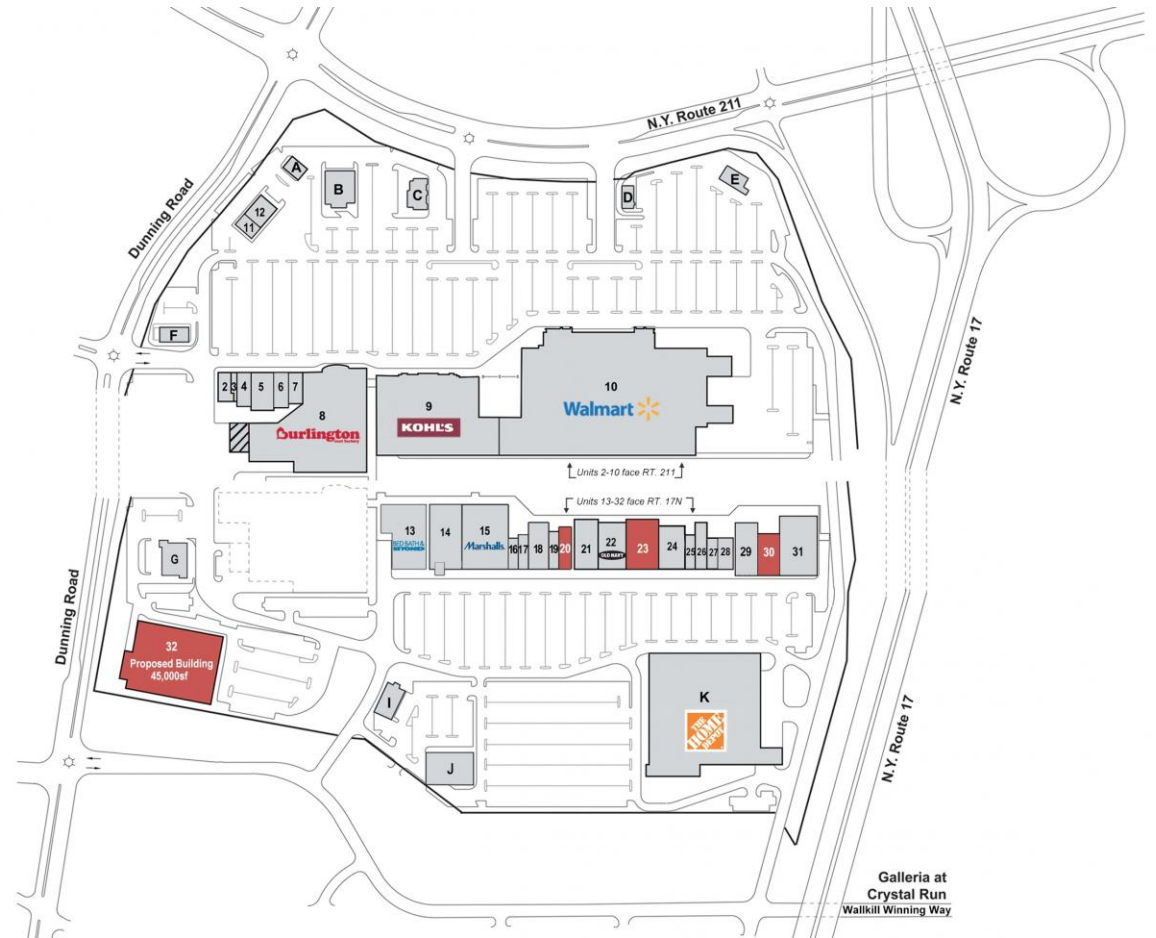 N.Y. Route 211
Dunning Road
A
B
C
D
E
12
11
F
N.Y. Route 17
2
3
4
5
6
7
8
Burlington
9
KOHL'S
10
Walmart
Units 2-10 face RT. 211
Units 13-32 face RT. 17N
13
BED BATH &
BEYOND
14
15
Marshalls
16
17
18
19
20
21
22
OLD NAVY
23
24
25
26
27
28
29
30
31
G
Dunning Road
32
Proposed Building
45,000sf
I
J
K
THE
HOME
DEPOT
N.Y. Route 17
Galleria at
Crystal Run
Wallkill Winning Way